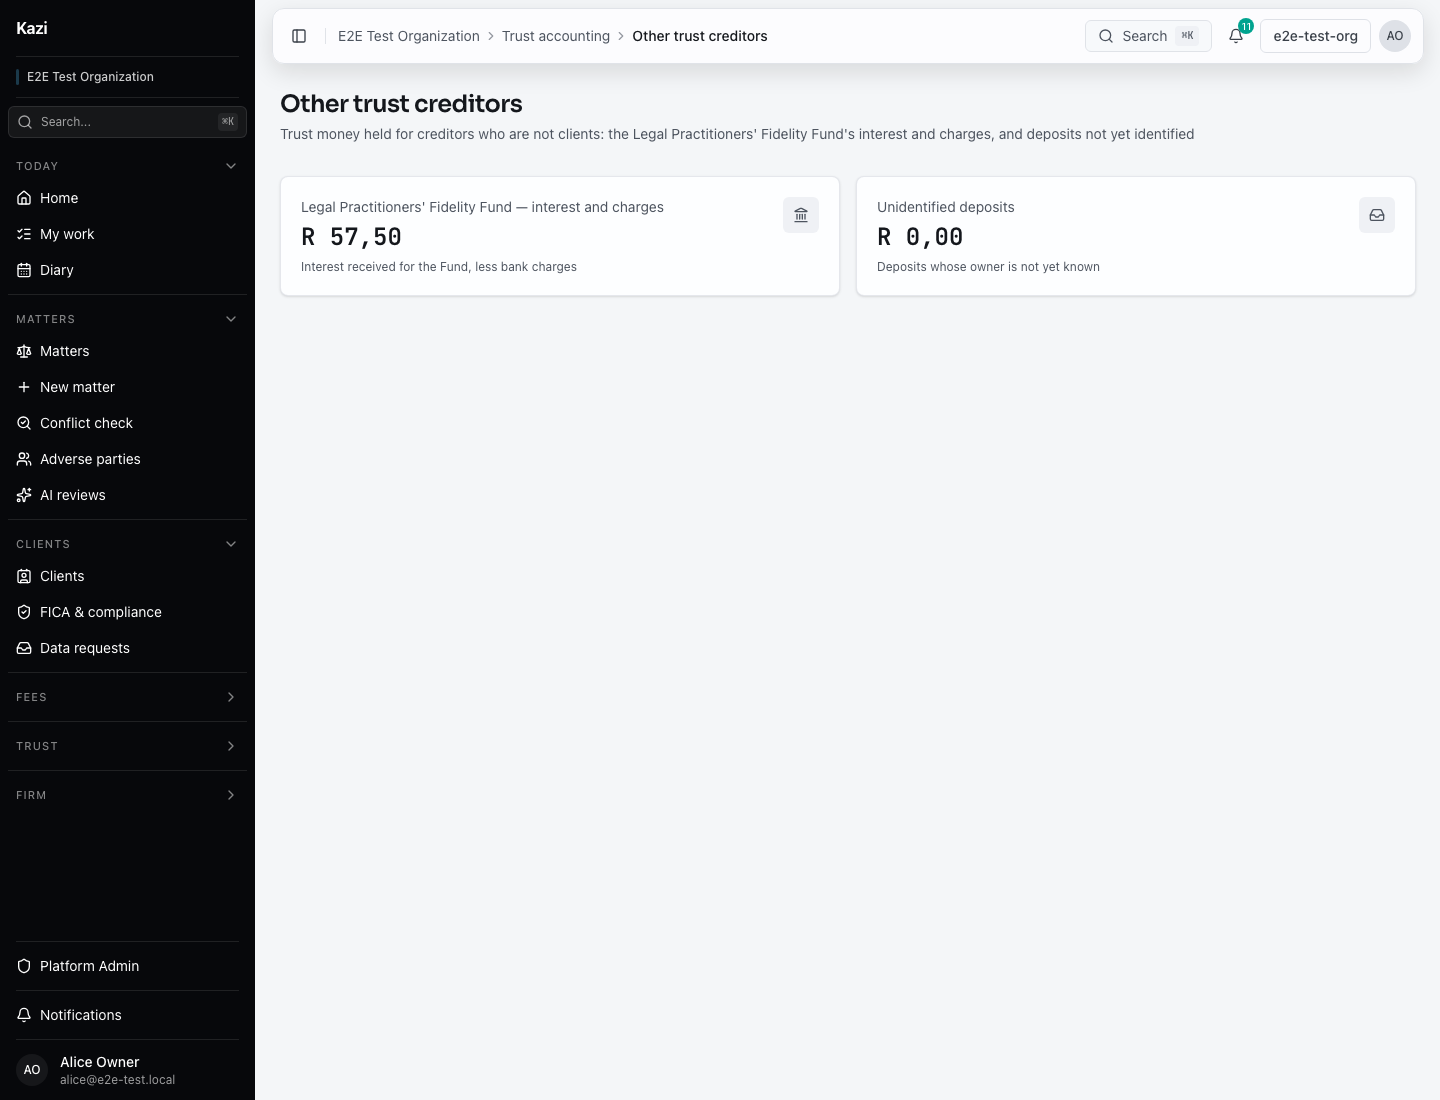 Kazi
E2E Test Organization
Search... ⌘K
TODAY
Home
My work
Diary
MATTERS
Matters
New matter
Conflict check
Adverse parties
AI reviews
CLIENTS
Clients
FICA & compliance
Data requests
FEES
TRUST
FIRM
Platform Admin
Notifications
AO
Alice Owner
alice@e2e-test.local
E2E Test Organization > Trust accounting > Other trust creditors
Search ⌘K
11
e2e-test-org
AO
Other trust creditors
Trust money held for creditors who are not clients: the Legal Practitioners' Fidelity Fund's interest and charges, and deposits not yet identified
Legal Practitioners' Fidelity Fund — interest and charges
R 57,50
Interest received for the Fund, less bank charges
Unidentified deposits
R 0,00
Deposits whose owner is not yet known